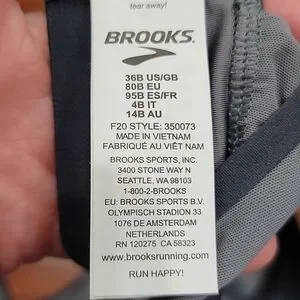 tear away!
BROOKS
36B US/GB
80B EU
95B ES/FR
4B IT
14B AU
F20 STYLE: 350073
MADE IN VIETNAM
FABRIQUÉ AU VIÊT NAM
BROOKS SPORTS, INC.
3400 STONE WAY N
SEATTLE, WA 98103
1-800-2-BROOKS
EU: BROOKS SPORTS B.V.
OLYMPISCH STADION 33
1076 DE AMSTERDAM
NETHERLANDS
RN 120275 CA 58323
www.brooksrunning.com
RUN HAPPY!